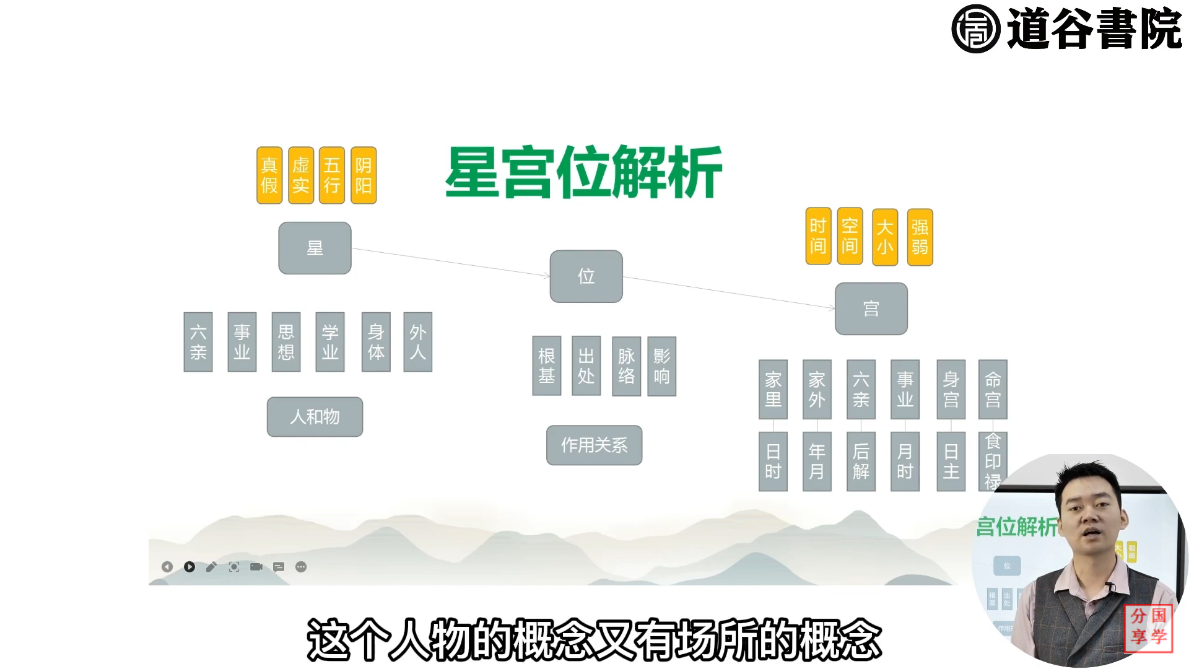 道谷書院
星宫位解析
真假 虚实 五行 阴阳
时间 空间 大小 强弱
星
位
宫
六亲 事业 思想 学业 身体 外人
根基 出处 脉络 影响
家里 家外 六亲 事业 身宫 命宫
人和物
作用关系
日时 年月 后解 月时 日主 食印禄
宫位解析
国学分享
这个人物的概念又有场所的概念